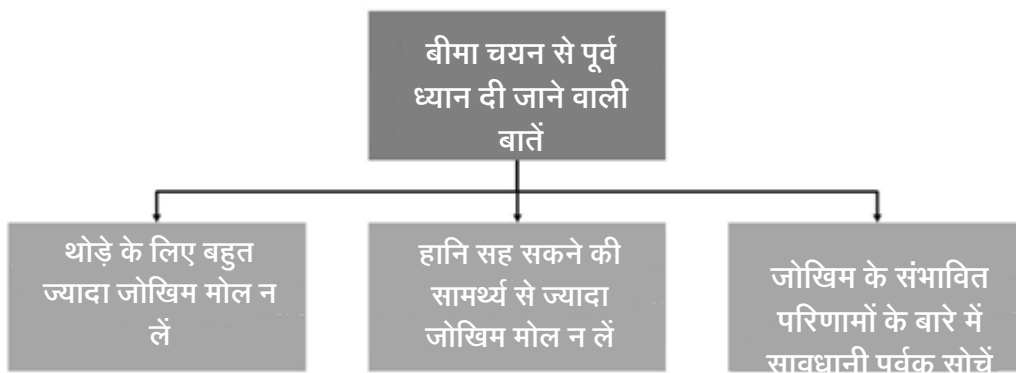 बीमा चयन से पूर्व
ध्यान दी जाने वाली
बातें
थोड़े के लिए बहुत
ज्यादा जोखिम मोल न
लें
हानि सह सकने की
सामर्थ्य से ज्यादा
जोखिम मोल न लें
जोखिम के संभावित
परिणामों के बारे में
सावधानी पूर्वक सोचें